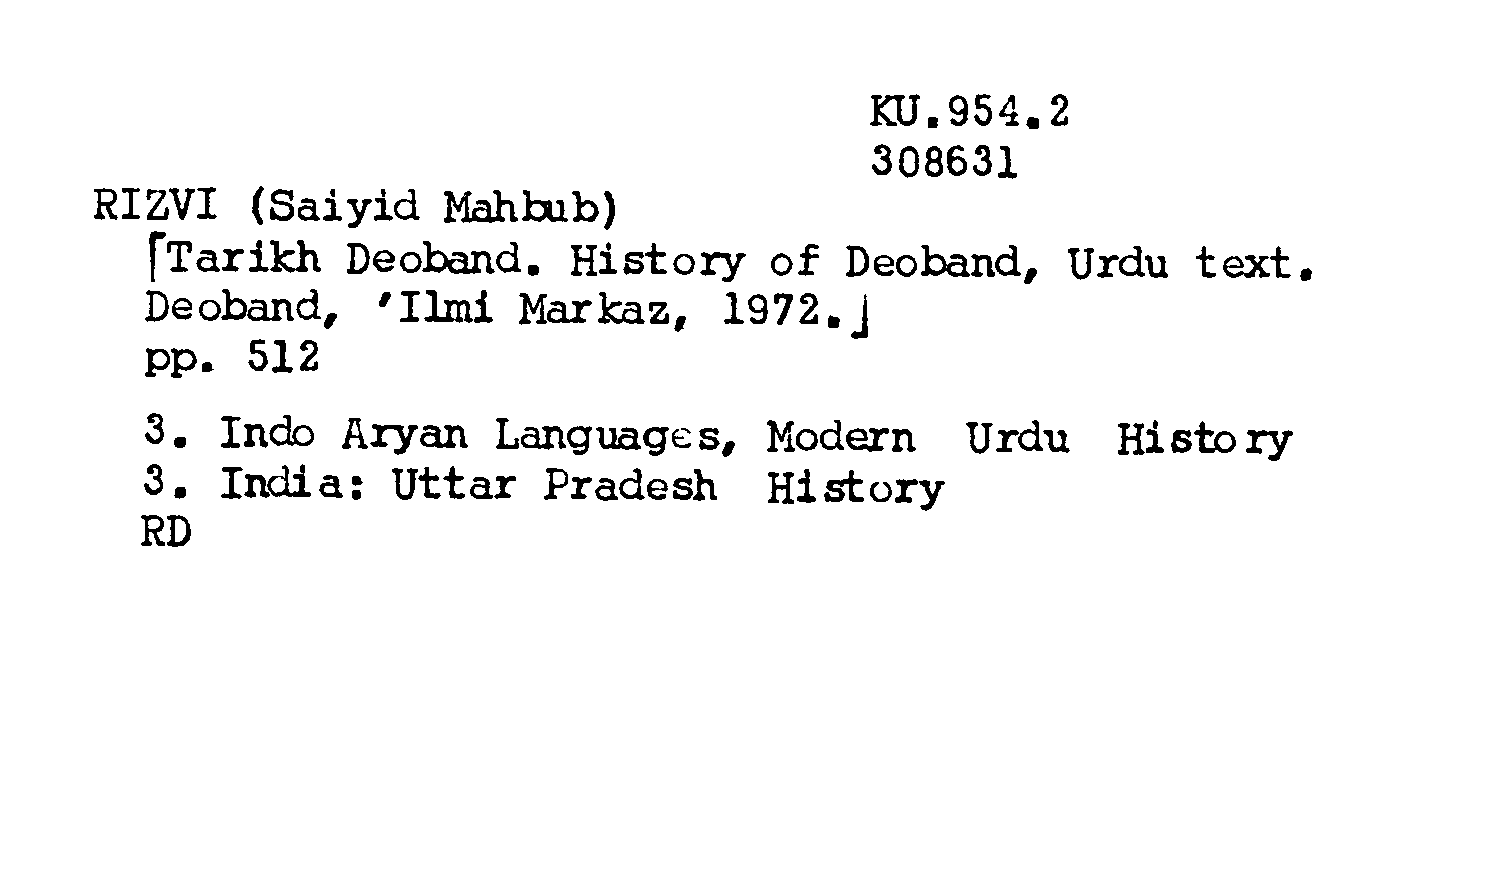 KU.954.2
308631
RIZVI (Saiyid Mahbub)
⌈Tarikh Deoband. History of Deoband, Urdu text.
Deoband, 'Ilmi Markaz, 1972.⌋
pp. 512
3. Indo Aryan Languages, Modern Urdu History
3. India: Uttar Pradesh History
RD